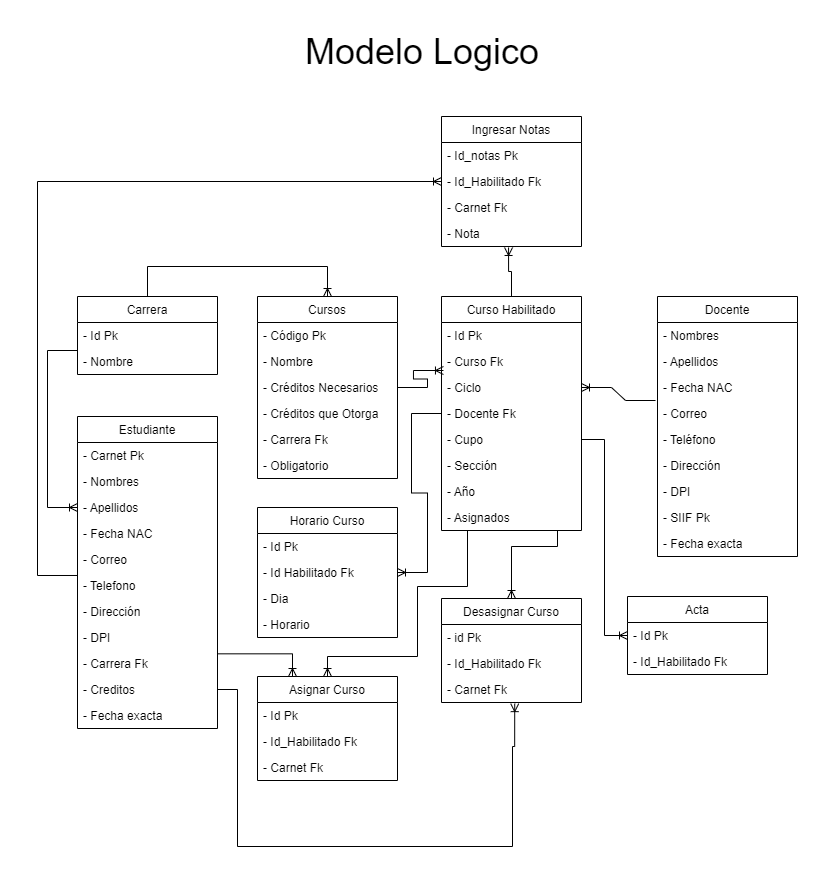 Modelo Logico
Ingresar Notas
- Id_notas Pk
- Id_Habilitado Fk
- Carnet Fk
- Nota
Carrera
- Id Pk
- Nombre
Cursos
- Código Pk
- Nombre
- Créditos Necesarios
- Créditos que Otorga
- Carrera Fk
- Obligatorio
Curso Habilitado
- Id Pk
- Curso Fk
- Ciclo
- Docente Fk
- Cupo
- Sección
- Año
- Asignados
Docente
- Nombres
- Apellidos
- Fecha NAC
- Correo
- Teléfono
- Dirección
- DPI
- SIIF Pk
- Fecha exacta
Estudiante
- Carnet Pk
- Nombres
- Apellidos
- Fecha NAC
- Correo
- Telefono
- Dirección
- DPI
- Carrera Fk
- Creditos
- Fecha exacta
Horario Curso
- Id Pk
- Id Habilitado Fk
- Dia
- Horario
Desasignar Curso
- id Pk
- Id_Habilitado Fk
- Carnet Fk
Acta
- Id Pk
- Id_Habilitado Fk
Asignar Curso
- Id Pk
- Id_Habilitado Fk
- Carnet Fk